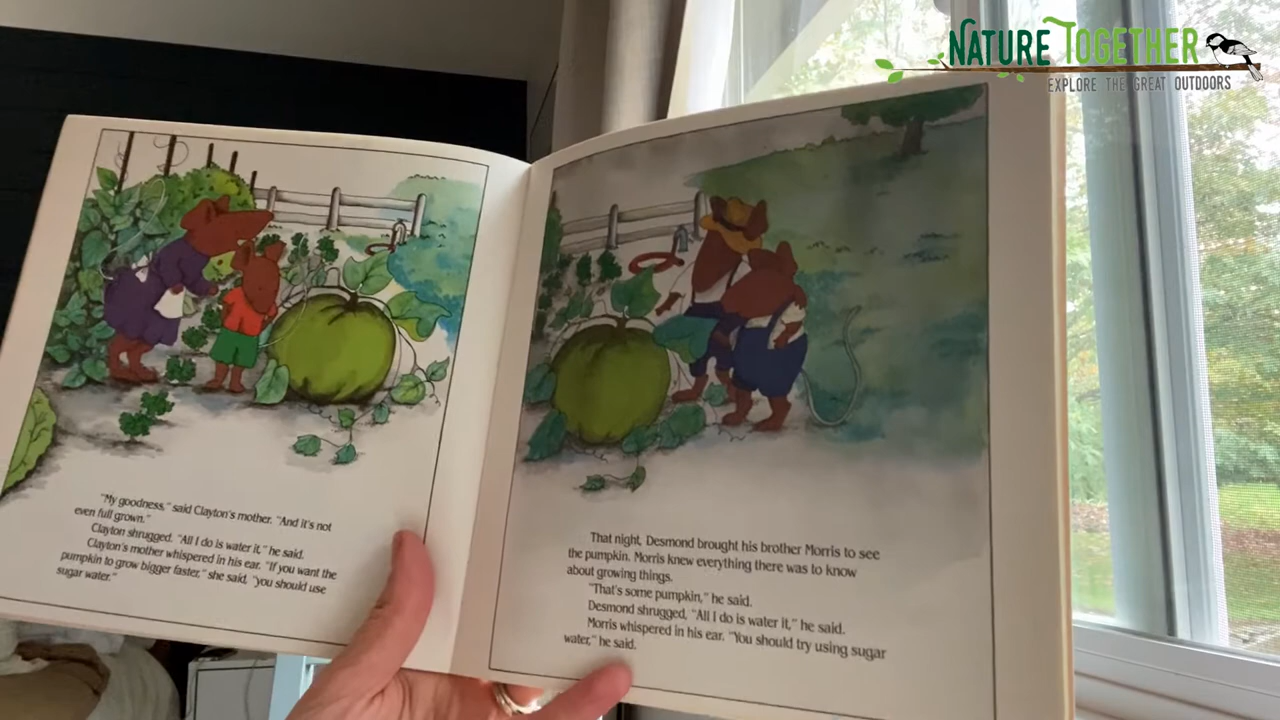 NATURE TOGETHER
EXPLORE THE GREAT OUTDOORS
"My goodness," said Clayton's mother. "And it's not
even full grown."
Clayton shrugged. "All I do is water it," he said.
Clayton's mother whispered in his ear. "If you want the
pumpkin to grow bigger faster," she said, "you should use
sugar water."
That night, Desmond brought his brother Morris to see
the pumpkin. Morris knew everything there was to know
about growing things.
"That's some pumpkin," he said.
Desmond shrugged, "All I do is water it," he said.
Morris whispered in his ear. "You should try using sugar
water," he said.